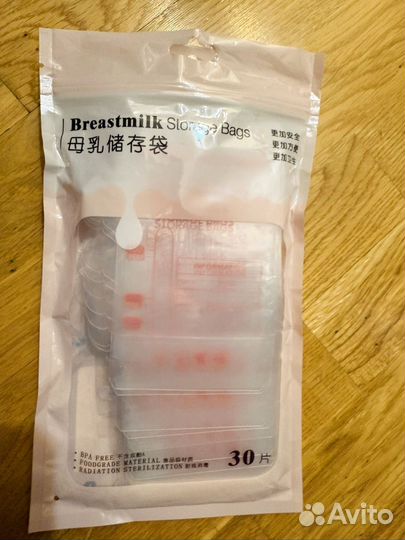 Breastmilk Storage Bags
母乳储存袋
更加安全
更加方便
更加卫生
STORAGE BAGS
• BPA FREE 不含双酚A
• FOODGRADE MATERIAL 食品级材质
• RADIATION STERILIZATION 射线消毒
30片
Avito